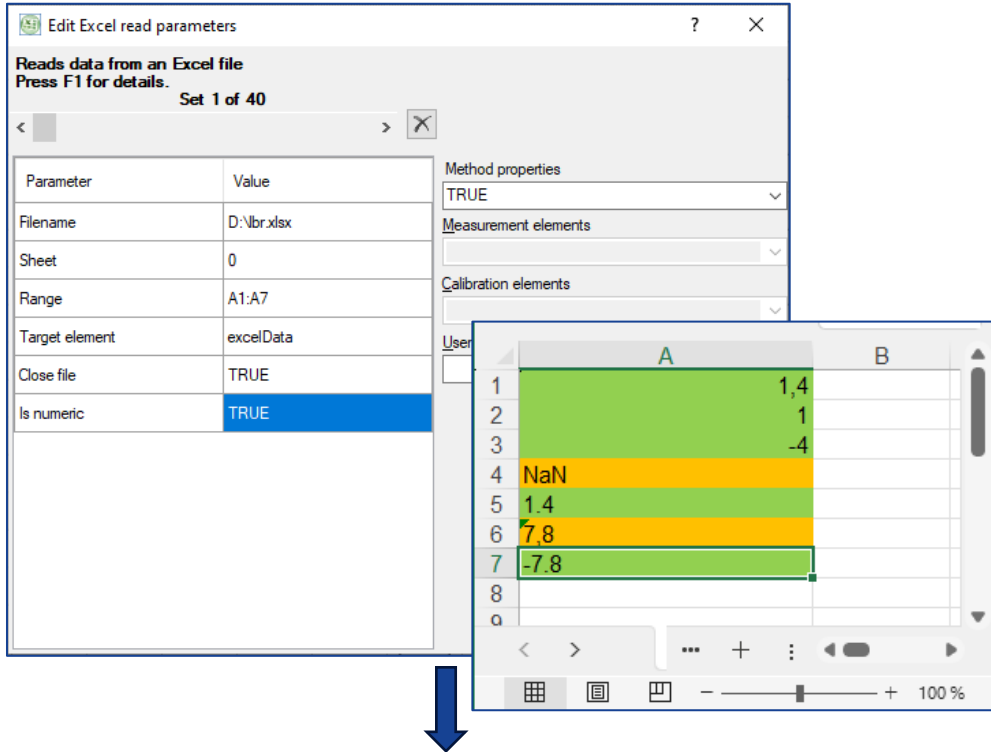 Edit Excel read parameters ? ×
Reads data from an Excel file
Press F1 for details.
Set 1 of 40
Parameter Value
Filename D:\lbr.xlsx
Sheet 0
Range A1:A7
Target element excelData
Close file TRUE
Is numeric TRUE
Method properties
TRUE
Measurement elements
Calibration elements
User
A B
1 1,4
2 1
3 -4
4 NaN
5 1.4
6 7,8
7 -7.8
8
9
100 %